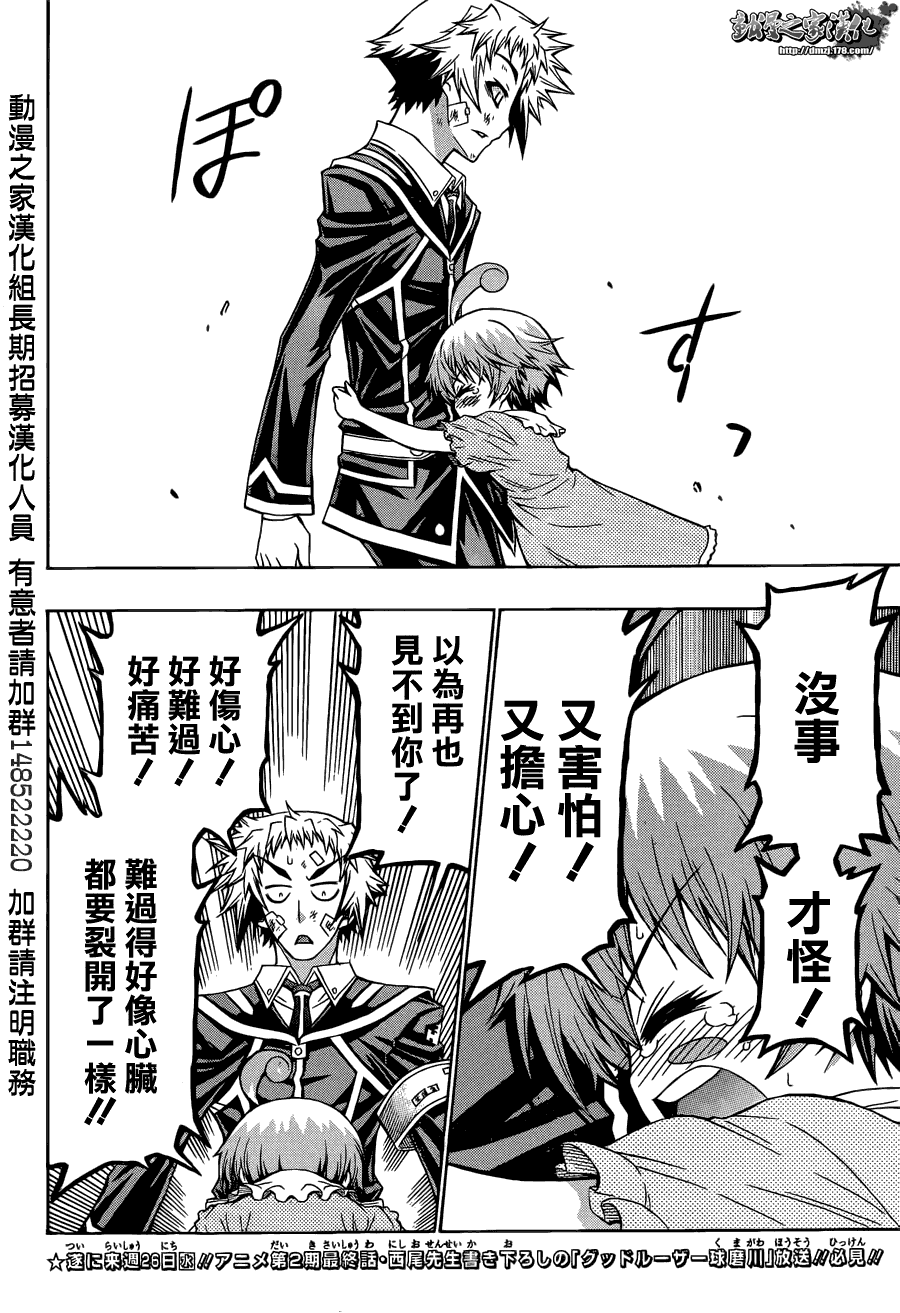 動漫之家漢化
http://dmzj.178.com/
動漫之家漢化組長期招募漢化人員 有意者請加群148522220 加群請注明職務
ぽ
すっ
沒事
才怪！
又害怕！
又擔心！
以為再也
見不到你了！
好傷心！
好難過！
好痛苦！
難過得好像心臟
都要裂開了一樣!!
★遂に来週26日水!!アニメ第2期最終話・西尾先生書き下ろしの「グッドルーザー球磨川」放送!!必見!!